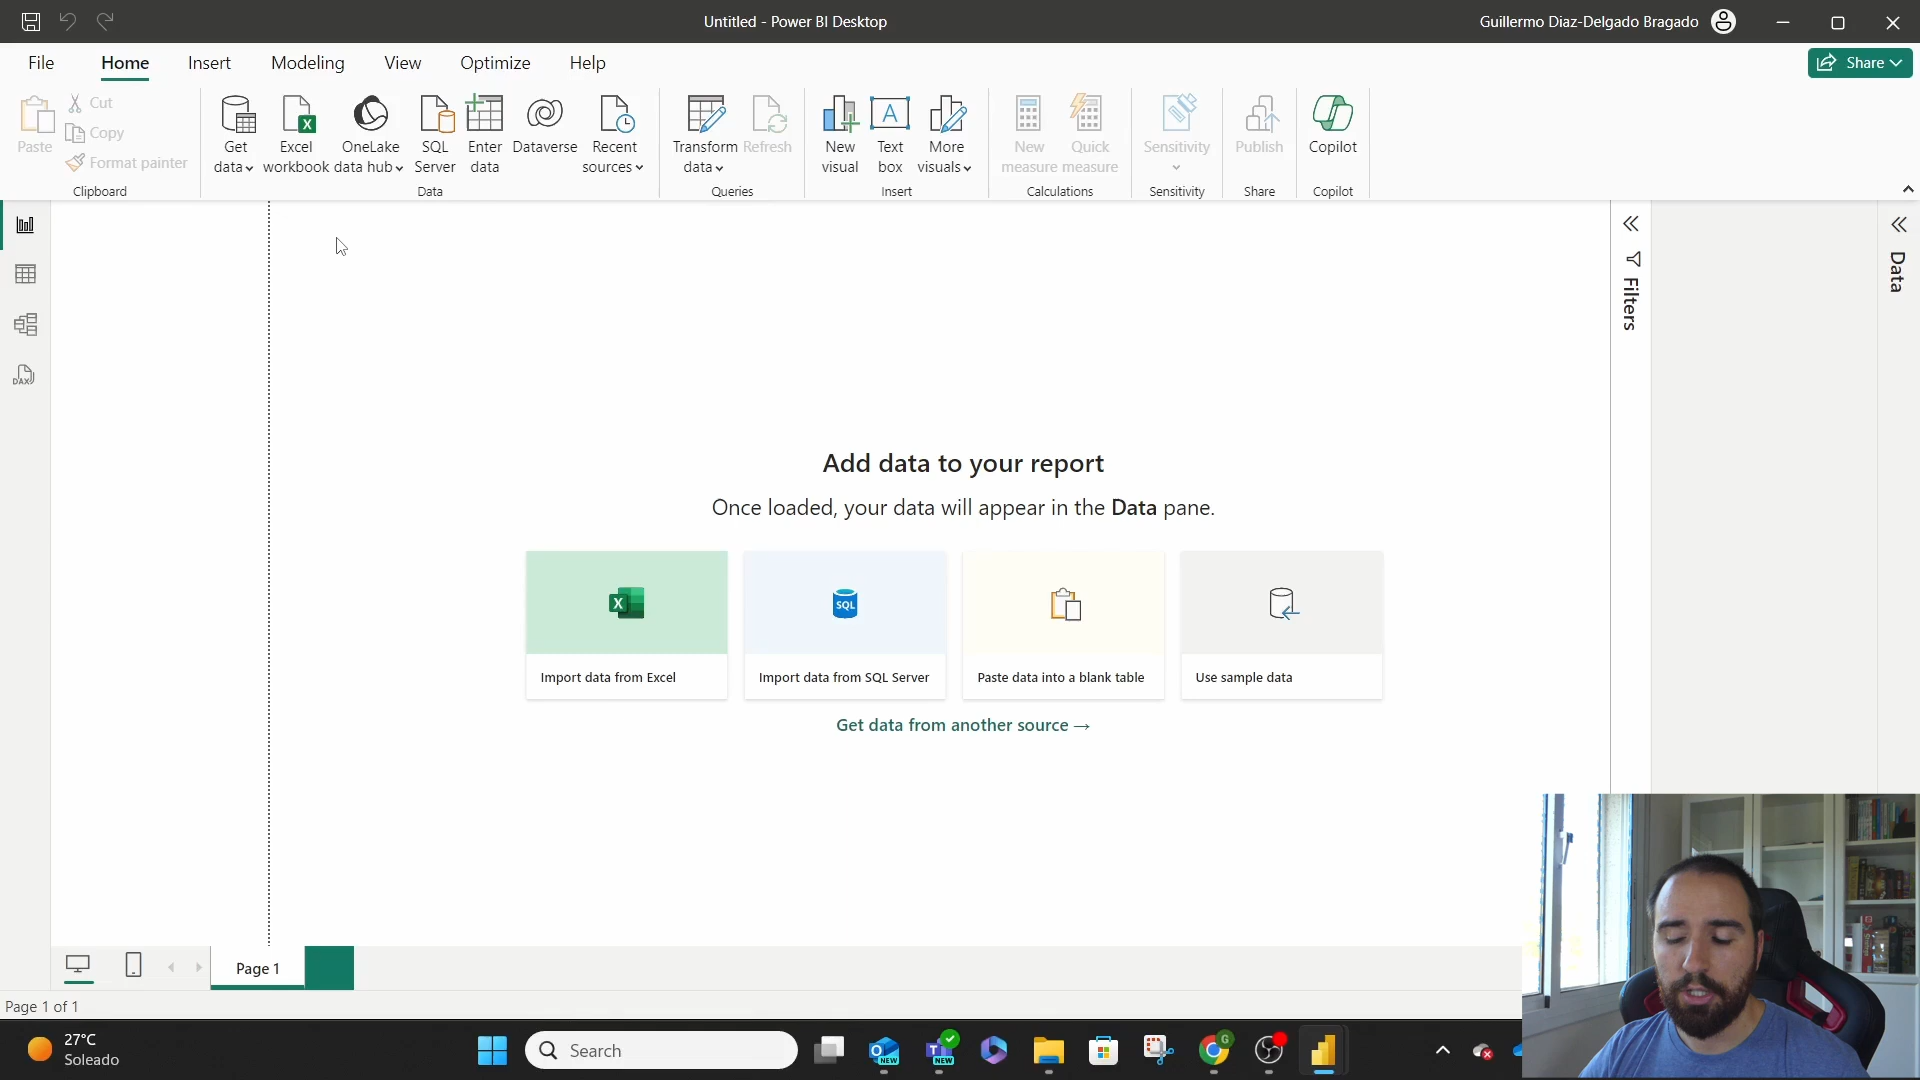 Untitled - Power BI Desktop
Guillermo Diaz-Delgado Bragado
File
Home
Insert
Modeling
View
Optimize
Help
Share
Paste
Cut
Copy
Format painter
Clipboard
Get data
Excel workbook
OneLake data hub
SQL Server
Enter data
Dataverse
Recent sources
Data
Transform data
Refresh
Queries
New visual
Text box
More visuals
Insert
New measure
Quick measure
Calculations
Sensitivity
Sensitivity
Publish
Share
Copilot
Copilot
DAX
Filters
Data
Add data to your report
Once loaded, your data will appear in the Data pane.
SQL
Import data from Excel
Import data from SQL Server
Paste data into a blank table
Use sample data
Get data from another source →
Page 1
Page 1 of 1
27°C
Soleado
Search
NEW
NEW
G